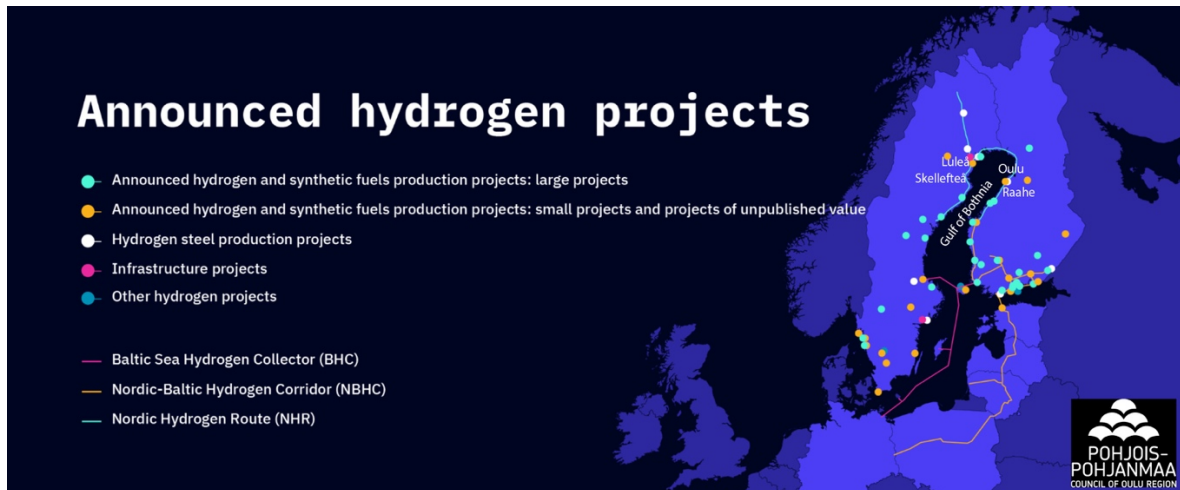 Announced hydrogen projects
Announced hydrogen and synthetic fuels production projects: large projects
Announced hydrogen and synthetic fuels production projects: small projects and projects of unpublished value
Hydrogen steel production projects
Infrastructure projects
Other hydrogen projects
Baltic Sea Hydrogen Collector (BHC)
Nordic-Baltic Hydrogen Corridor (NBHC)
Nordic Hydrogen Route (NHR)
Luleå
Oulu
Skellefteå
Raahe
Gulf of Bothnia
POHJOIS-
POHJANMAA
COUNCIL OF OULU REGION